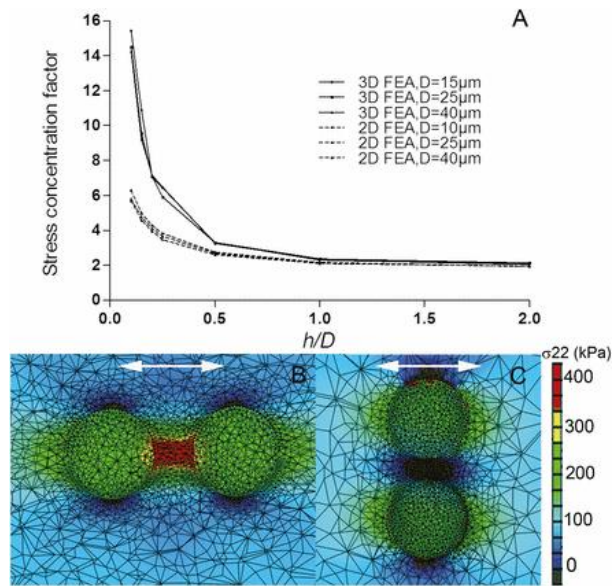 A
16
14
12
10
8
6
4
2
0
Stress concentration factor
3D FEA,D=15μm
3D FEA,D=25μm
3D FEA,D=40μm
2D FEA,D=10μm
2D FEA,D=25μm
2D FEA,D=40μm
0.0 0.5 1.0 1.5 2.0
h/D
B
C
σ22 (kPa)
400
300
200
100
0